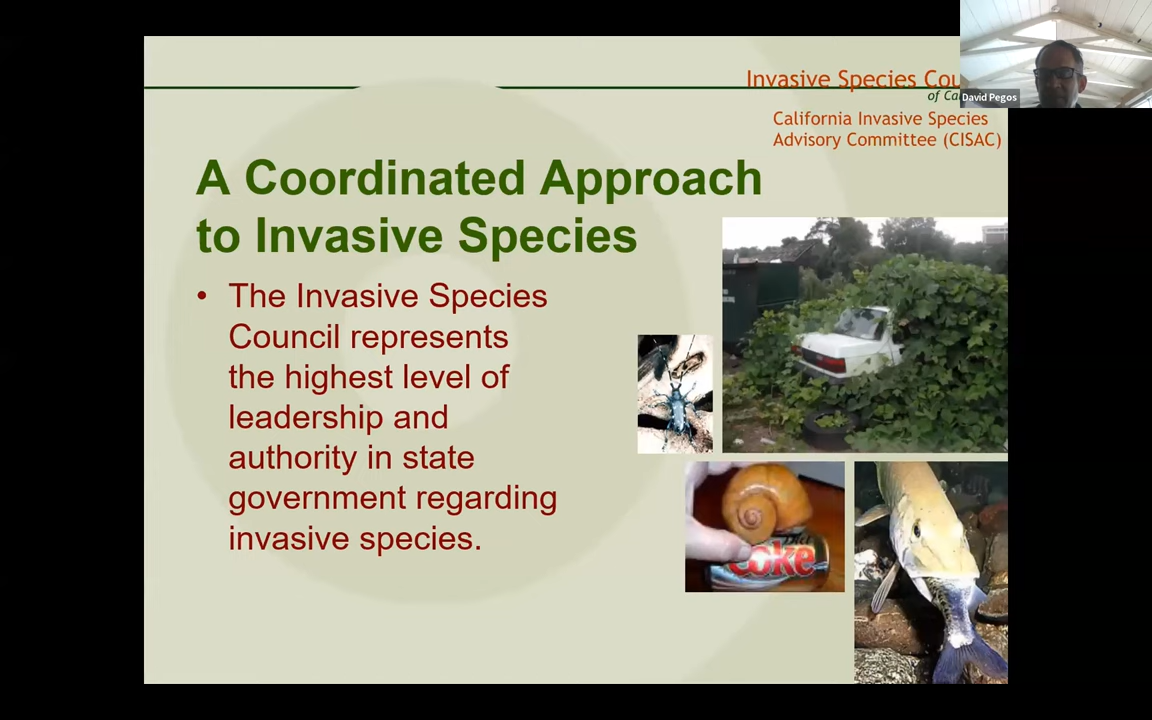 Invasive Species Cou
of Ca
David Pegos
California Invasive Species
Advisory Committee (CISAC)
A Coordinated Approach
to Invasive Species
• The Invasive Species
Council represents
the highest level of
leadership and
authority in state
government regarding
invasive species.
Diet
Coke